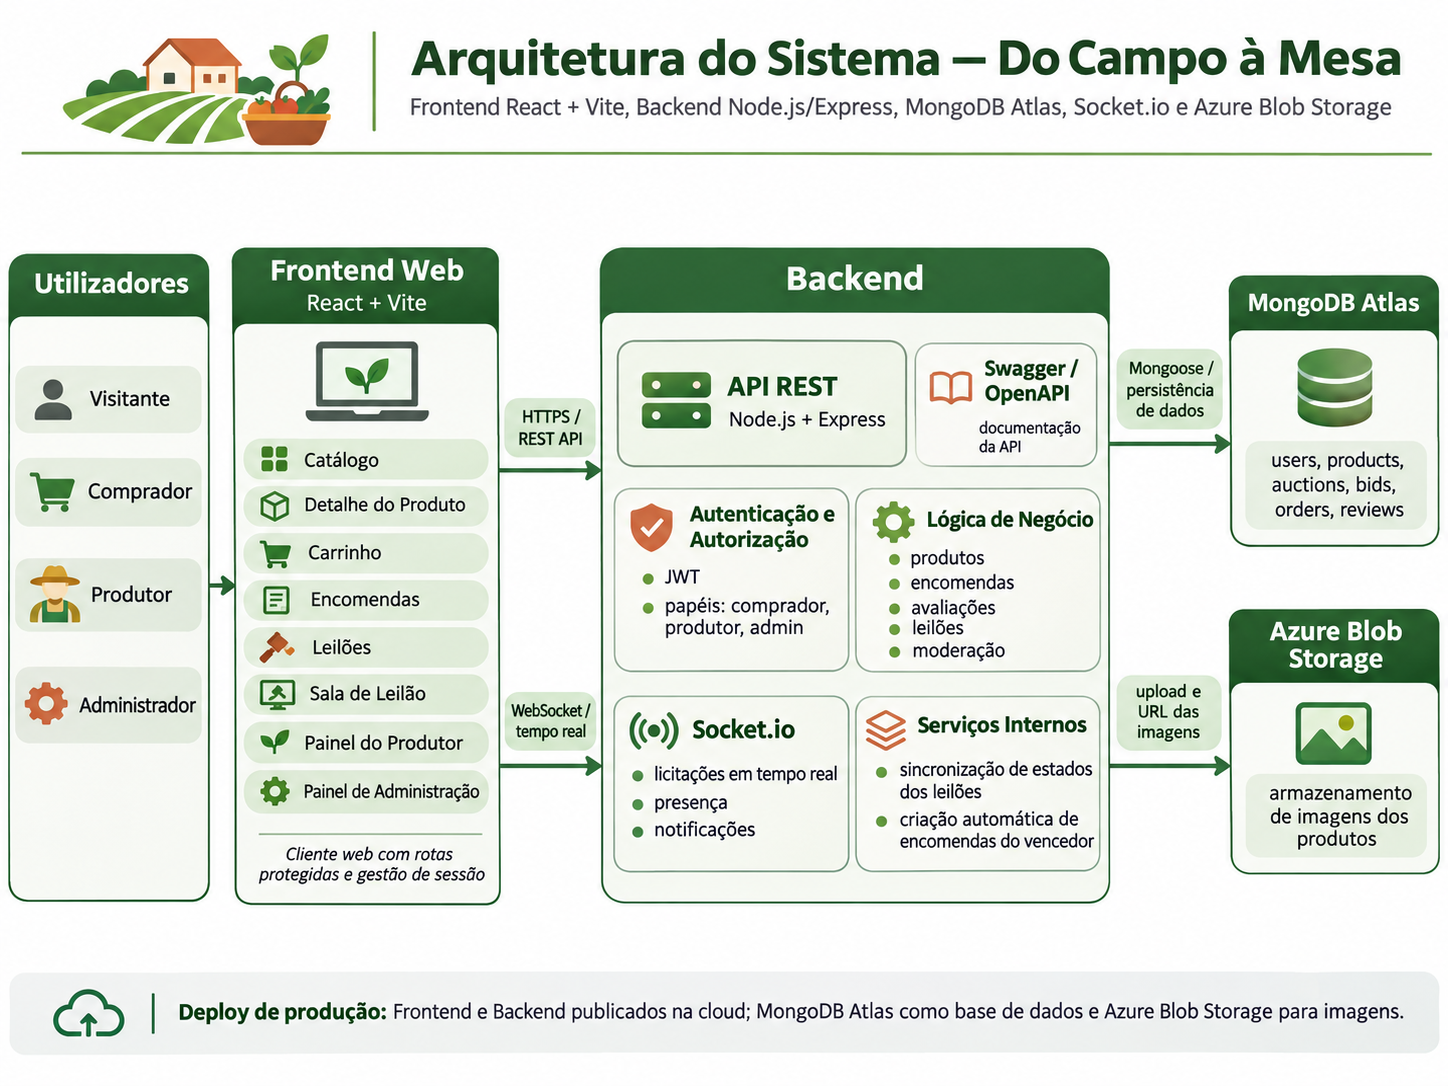 Arquitetura do Sistema — Do Campo à Mesa
Frontend React + Vite, Backend Node.js/Express, MongoDB Atlas, Socket.io e Azure Blob Storage
Utilizadores
Visitante
Comprador
Produtor
Administrador
Frontend Web
React + Vite
Catálogo
Detalhe do Produto
Carrinho
Encomendas
Leilões
Sala de Leilão
Painel do Produtor
Painel de Administração
Cliente web com rotas
protegidas e gestão de sessão
HTTPS /
REST API
WebSocket /
tempo real
Backend
API REST
Node.js + Express
Swagger /
OpenAPI
documentação
da API
Autenticação e
Autorização
JWT
papéis: comprador,
produtor, admin
Lógica de Negócio
produtos
encomendas
avaliações
leilões
moderação
Socket.io
licitações em tempo real
presença
notificações
Serviços Internos
sincronização de estados
dos leilões
criação automática de
encomendas do vencedor
Mongoose /
persistência
de dados
upload e
URL das
imagens
MongoDB Atlas
users, products,
auctions, bids,
orders, reviews
Azure Blob
Storage
armazenamento
de imagens dos
produtos
Deploy de produção: Frontend e Backend publicados na cloud; MongoDB Atlas como base de dados e Azure Blob Storage para imagens.